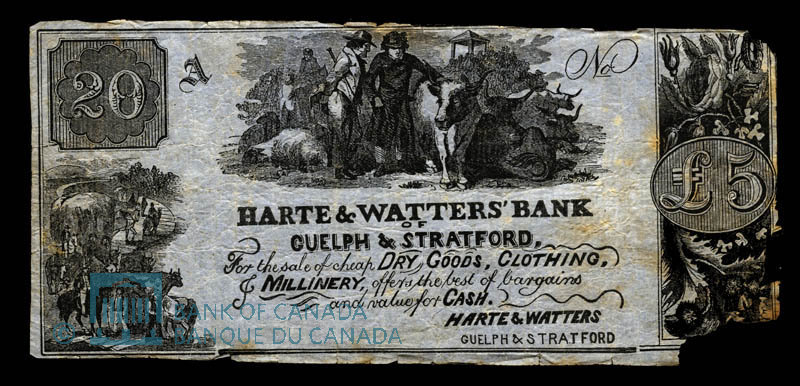 20
A
No
£5
HARTE & WATTERS' BANK
OF
GUELPH & STRATFORD,
For the sale of cheap DRY GOODS, CLOTHING,
& MILLINERY, offers the best of bargains
and value for CASH.
HARTE & WATTERS
GUELPH & STRATFORD
BANK OF CANADA
BANQUE DU CANADA